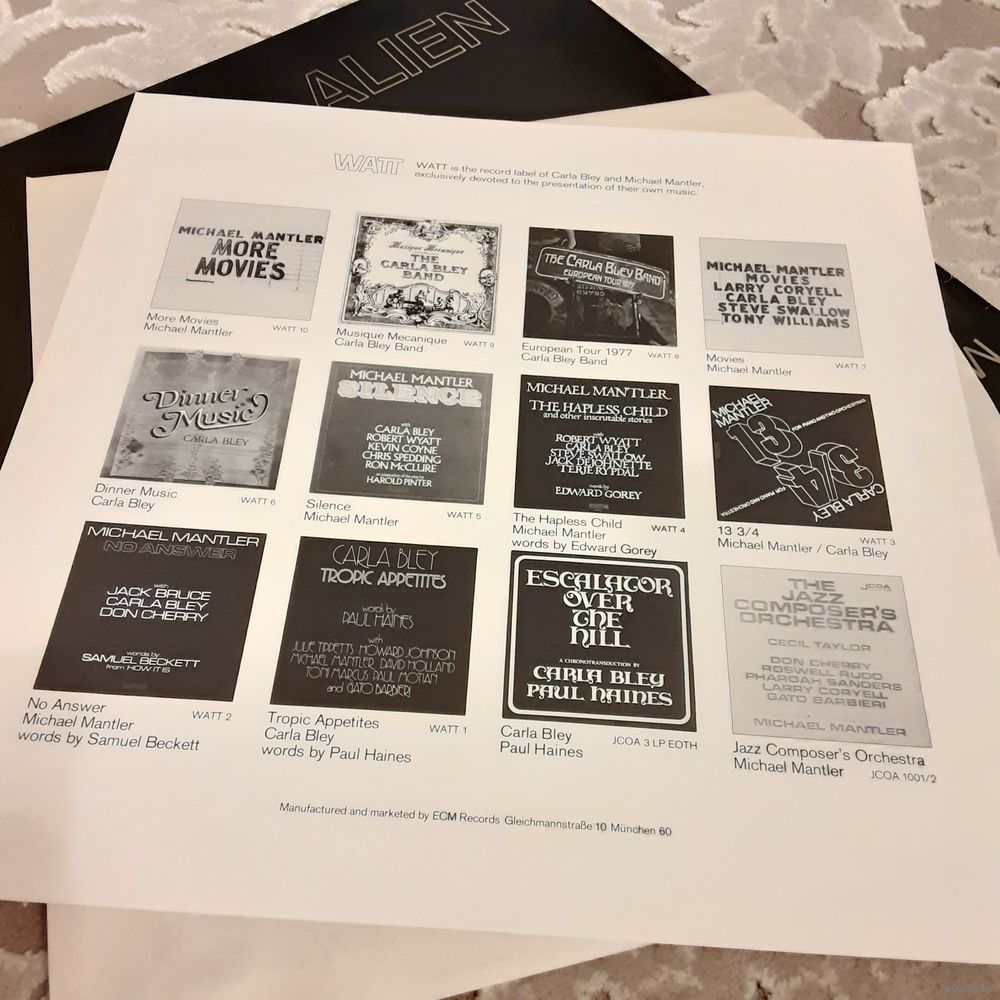 ALIEN
WATT
WATT is the record label of Carla Bley and Michael Mantler,
exclusively devoted to the presentation of their own music.
MICHAEL MANTLER
MORE
MOVIES
More Movies
Michael Mantler
WATT 10
Musique Mecanique
THE
CARLA BLEY
BAND
Musique Mecanique
Carla Bley Band
WATT 9
THE CARLA BLEY BAND
EUROPEAN TOUR 1977
European Tour 1977
Carla Bley Band
WATT 8
MICHAEL MANTLER
MOVIES
LARRY CORYELL
CARLA BLEY
STEVE SWALLOW
TONY WILLIAMS
Movies
Michael Mantler
WATT 7
Dinner
Music
CARLA BLEY
Dinner Music
Carla Bley
WATT 6
MICHAEL MANTLER
SILENCE
with
CARLA BLEY
ROBERT WYATT
KEVIN COYNE
CHRIS SPEDDING
RON McCLURE
HAROLD PINTER
Silence
Michael Mantler
WATT 5
MICHAEL MANTLER
THE HAPLESS CHILD
and other inscrutable stories
with
ROBERT WYATT
CARLA BLEY
STEVE SWALLOW
JACK DEJOHNETTE
TERJE RYPDAL
words by
EDWARD GOREY
The Hapless Child
Michael Mantler
words by Edward Gorey
WATT 4
MICHAEL
MANTLER
13
FOR PIANO AND TWO ORCHESTRAS
3/4
FOR PIANO AND ORCHESTRA
CARLA
BLEY
13 3/4
Michael Mantler / Carla Bley
WATT 3
MICHAEL MANTLER
NO ANSWER
with
JACK BRUCE
CARLA BLEY
DON CHERRY
words by
SAMUEL BECKETT
from HOW IT IS
No Answer
Michael Mantler
words by Samuel Beckett
WATT 2
CARLA BLEY
TROPIC APPETITES
words by
PAUL HAINES
with
JULIE TIPPETTS HOWARD JOHNSON
MICHAEL MANTLER DAVID HOLLAND
TONI MARCUS PAUL MOTIAN
and GATO BARBIERI
Tropic Appetites
Carla Bley
words by Paul Haines
WATT 1
ESCALATOR
OVER
THE
HILL
A CHRONOTRANSDUCTION BY
CARLA BLEY
PAUL HAINES
Carla Bley
Paul Haines
JCOA 3 LP EOTH
THE
JAZZ
COMPOSER'S
ORCHESTRA
JCOA
CECIL TAYLOR
DON CHERRY
ROSWELL RUDD
PHAROAH SANDERS
LARRY CORYELL
GATO BARBIERI
MICHAEL MANTLER
Jazz Composer's Orchestra
Michael Mantler
JCOA 1001/2
Manufactured and marketed by ECM Records Gleichmannstraße 10 München 60